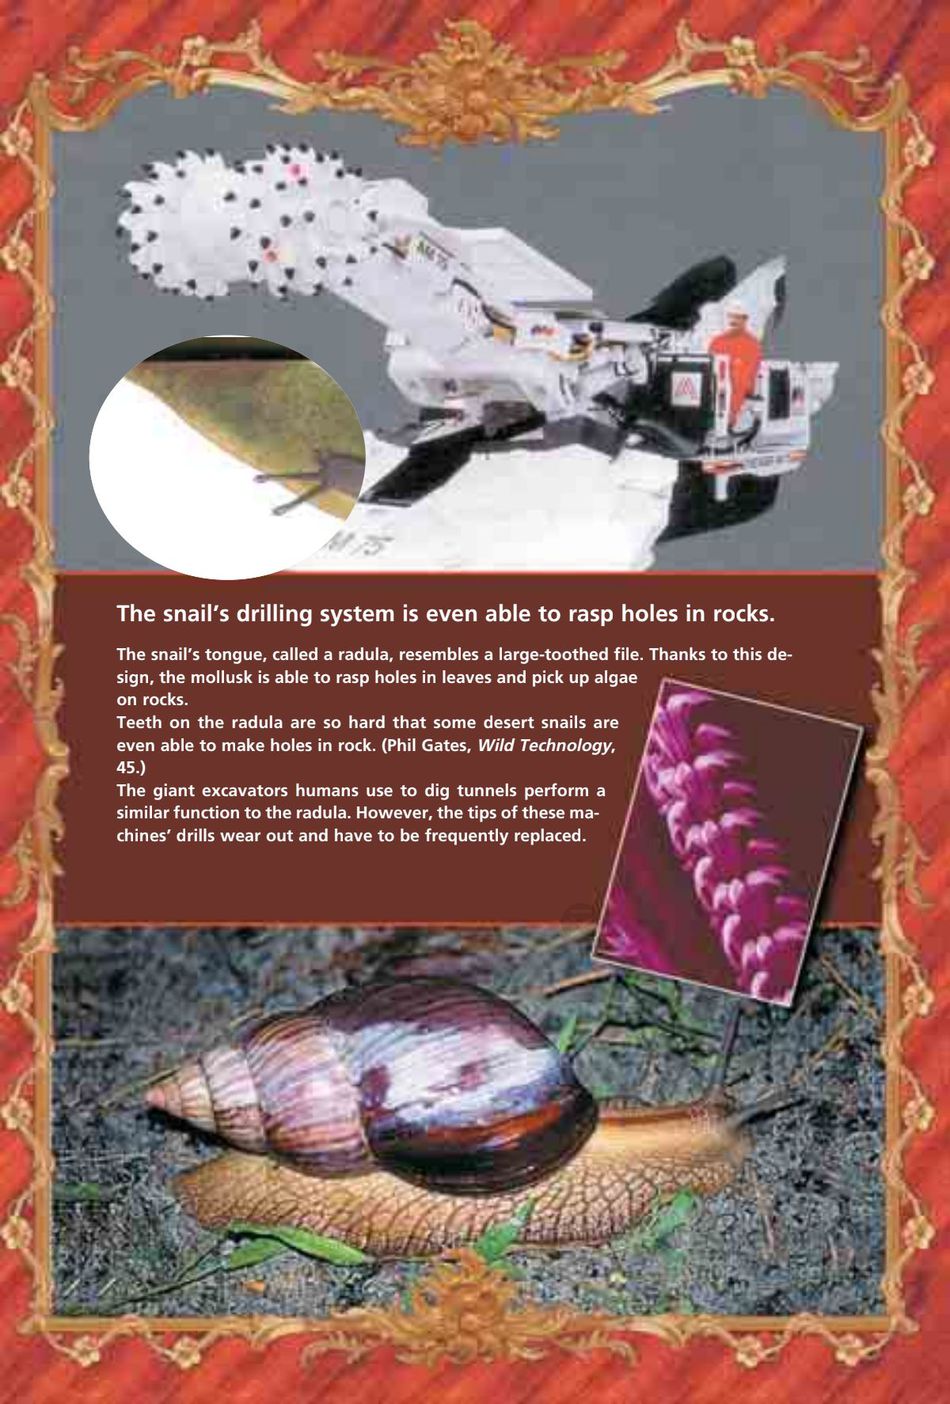 AM 75
The snail's drilling system is even able to rasp holes in rocks.
The snail's tongue, called a radula, resembles a large-toothed file. Thanks to this de-
sign, the mollusk is able to rasp holes in leaves and pick up algae
on rocks.
Teeth on the radula are so hard that some desert snails are
even able to make holes in rock. (Phil Gates, Wild Technology,
45.)
The giant excavators humans use to dig tunnels perform a
similar function to the radula. However, the tips of these ma-
chines' drills wear out and have to be frequently replaced.